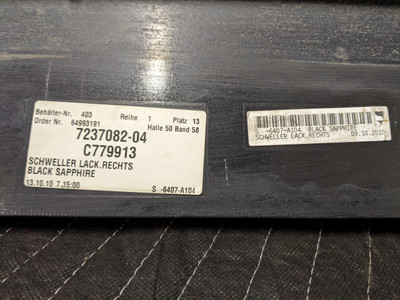 Behälter-Nr: 403 Reihe 1 Platz 13
Order Nr. 64993191 Halle 50 Band 58
7237082-04
C779913
SCHWELLER LACK.RECHTS
BLACK SAPPHIRE
13.10.10 7.15:00 S -6407-A104
S -6407-A104 BLACK SAPPHIRE
SCHWELLER LACK.RECHTS 09.10.2010